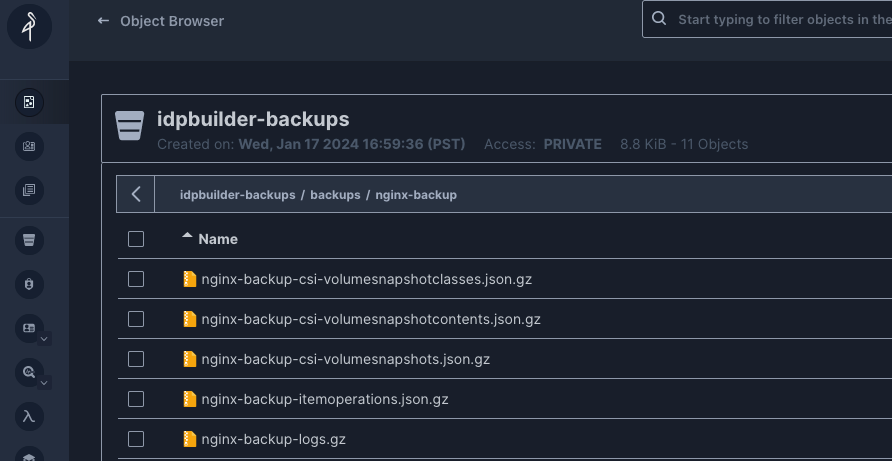 ← Object Browser
Start typing to filter objects in the
idpbuilder-backups
Created on: Wed, Jan 17 2024 16:59:36 (PST) Access: PRIVATE 8.8 KiB - 11 Objects
idpbuilder-backups / backups / nginx-backup
Name
nginx-backup-csi-volumesnapshotclasses.json.gz
nginx-backup-csi-volumesnapshotcontents.json.gz
nginx-backup-csi-volumesnapshots.json.gz
nginx-backup-itemoperations.json.gz
nginx-backup-logs.gz